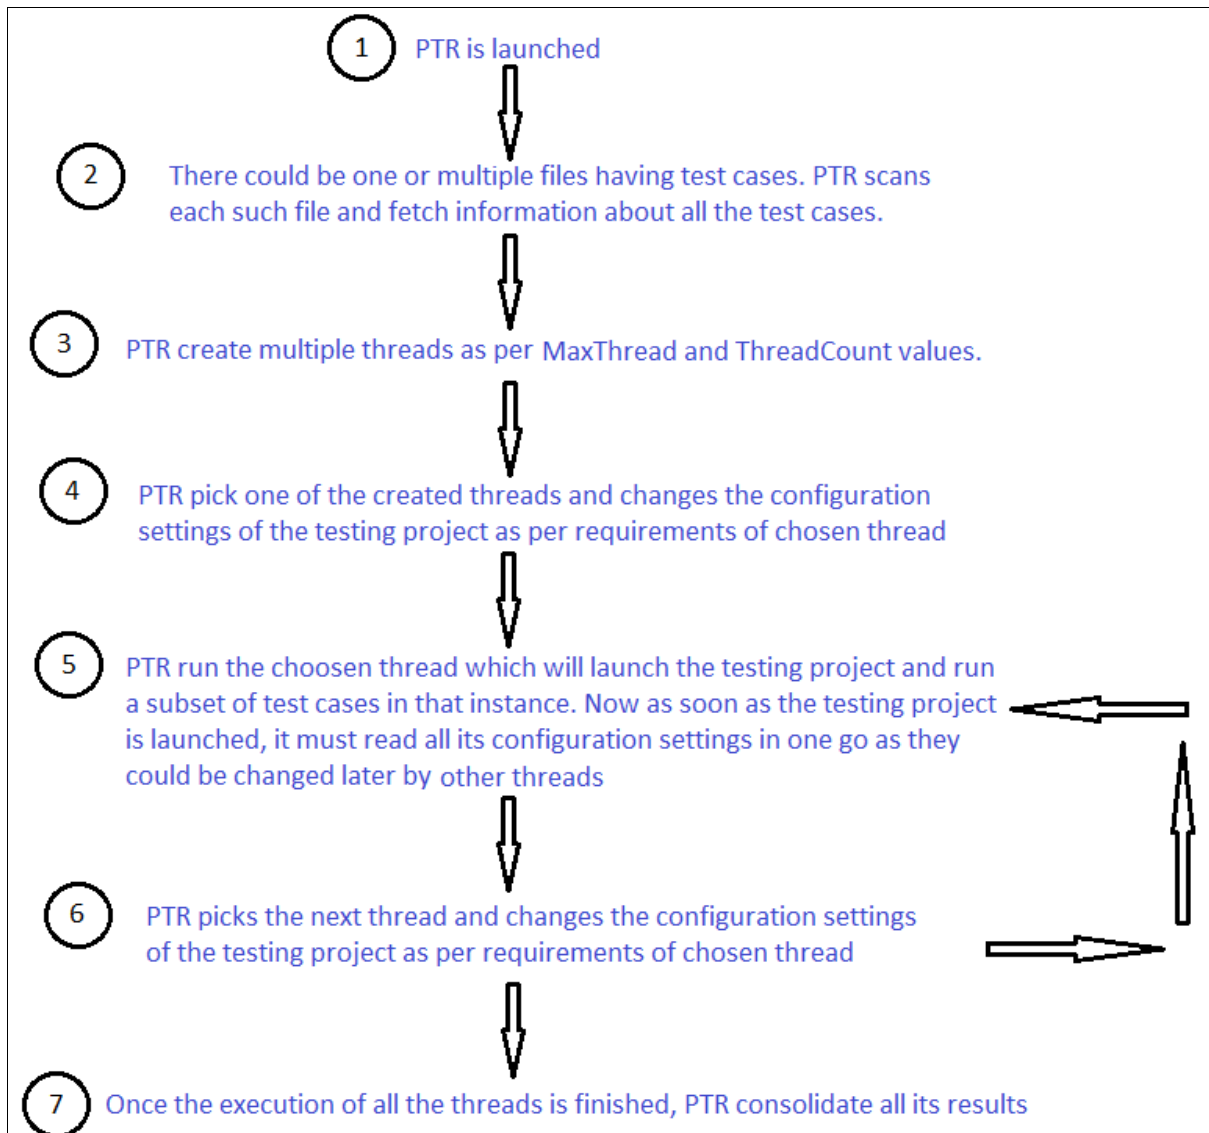 1 PTR is launched
2 There could be one or multiple files having test cases. PTR scans
each such file and fetch information about all the test cases.
3 PTR create multiple threads as per MaxThread and ThreadCount values.
4 PTR pick one of the created threads and changes the configuration
settings of the testing project as per requirements of chosen thread
5 PTR run the choosen thread which will launch the testing project and run
a subset of test cases in that instance. Now as soon as the testing project
is launched, it must read all its configuration settings in one go as they
could be changed later by other threads
6 PTR picks the next thread and changes the configuration settings
of the testing project as per requirements of chosen thread
7 Once the execution of all the threads is finished, PTR consolidate all its results